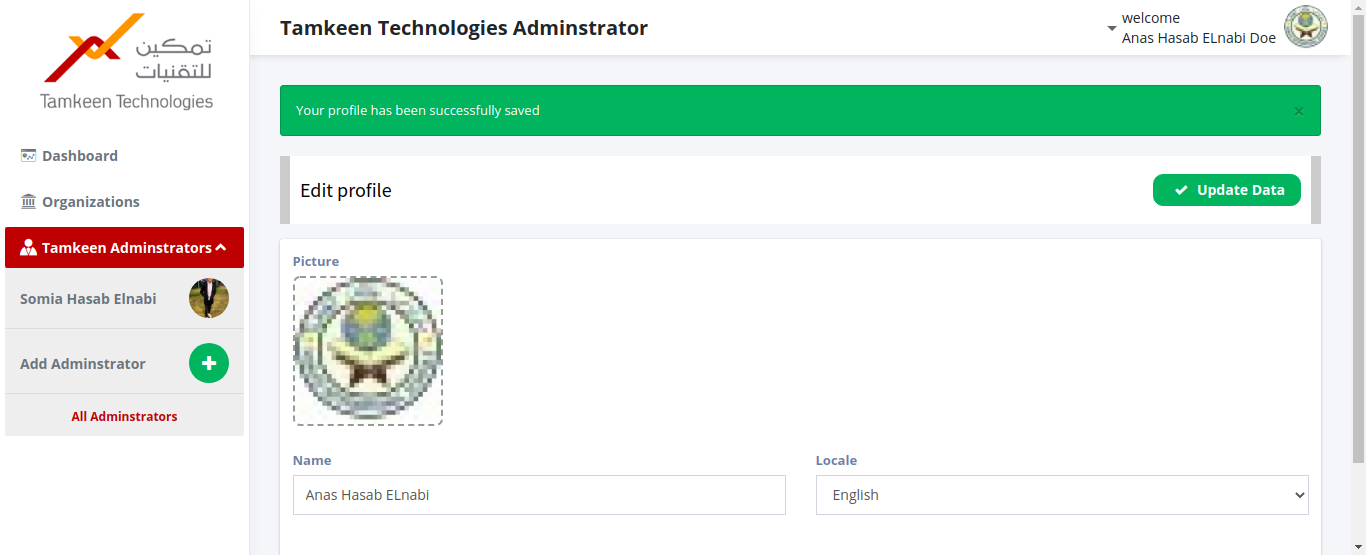 تمكين
للتقنيات
Tamkeen Technologies
Dashboard
Organizations
Tamkeen Adminstrators
Somia Hasab Elnabi
Add Adminstrator
All Adminstrators
Tamkeen Technologies Adminstrator
welcome
Anas Hasab ELnabi Doe
Your profile has been successfully saved ×
Edit profile
Update Data
Picture
Name
Anas Hasab ELnabi
Locale
English